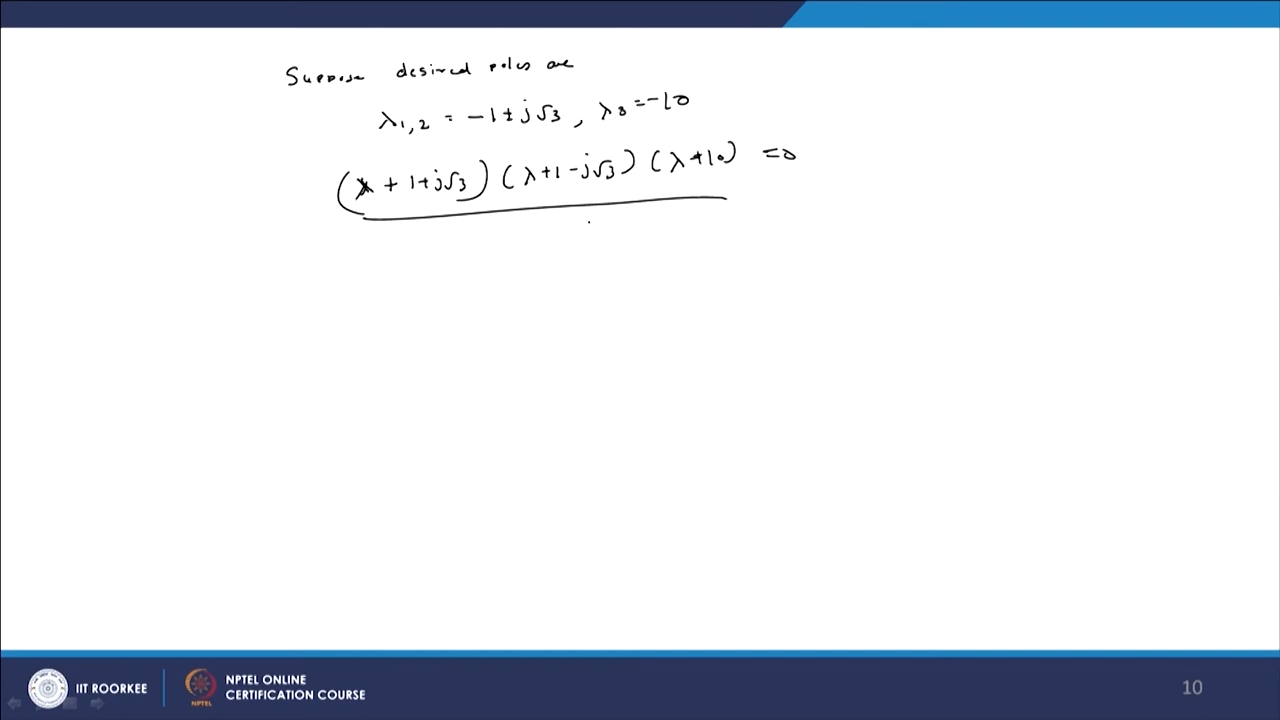 Suppose desired poles are
λ1,2 = -1 ± j√3 , λ3 = -10
(λ + 1+j√3) (λ+1-j√3) (λ+10) =0
IIT ROORKEE
NPTEL ONLINE
CERTIFICATION COURSE
NPTEL
10